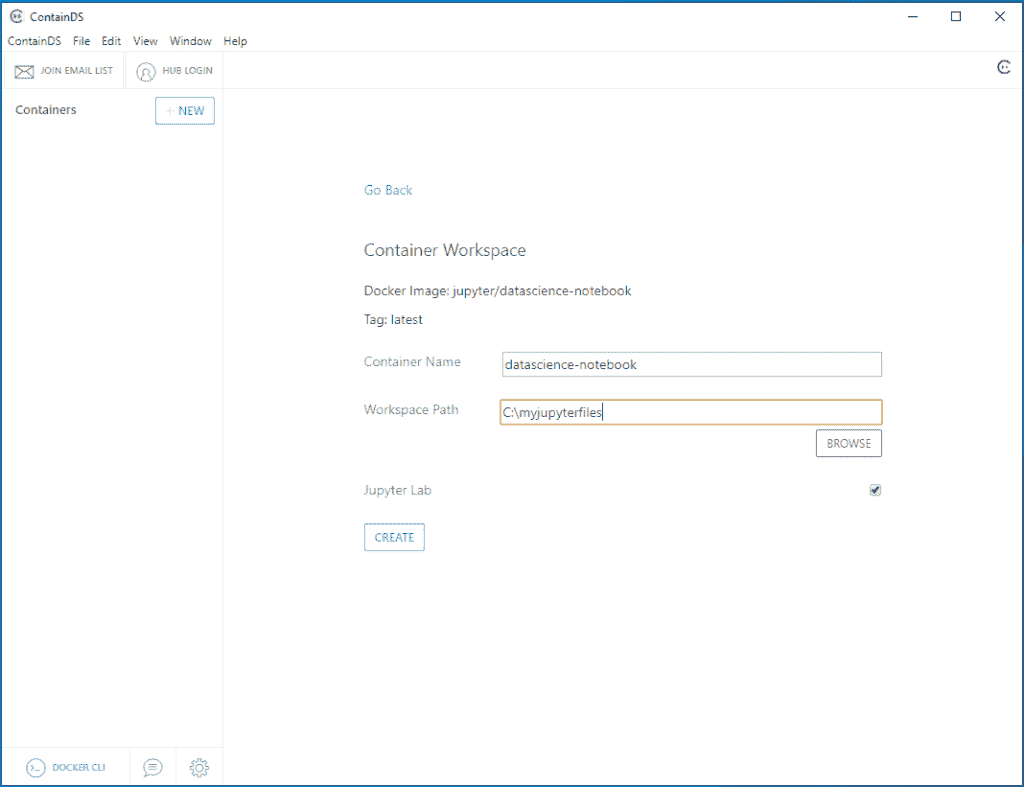 ContainDS
ContainDS File Edit View Window Help
JOIN EMAIL LIST HUB LOGIN
Containers + NEW
Go Back
Container Workspace
Docker Image: jupyter/datascience-notebook
Tag: latest
Container Name datascience-notebook
Workspace Path C:\myjupyterfiles
BROWSE
Jupyter Lab
CREATE
DOCKER CLI